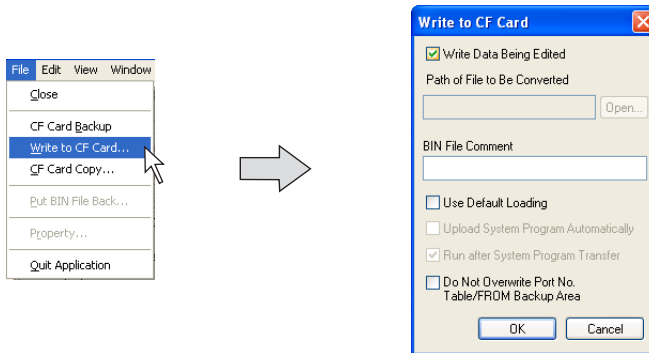 File Edit View Window
Close
CF Card Backup
Write to CF Card...
CF Card Copy...
Put BIN File Back...
Property...
Quit Application
Write to CF Card
Write Data Being Edited
Path of File to Be Converted
Open...
BIN File Comment
Use Default Loading
Upload System Program Automatically
Run after System Program Transfer
Do Not Overwrite Port No.
Table/FROM Backup Area
OK Cancel